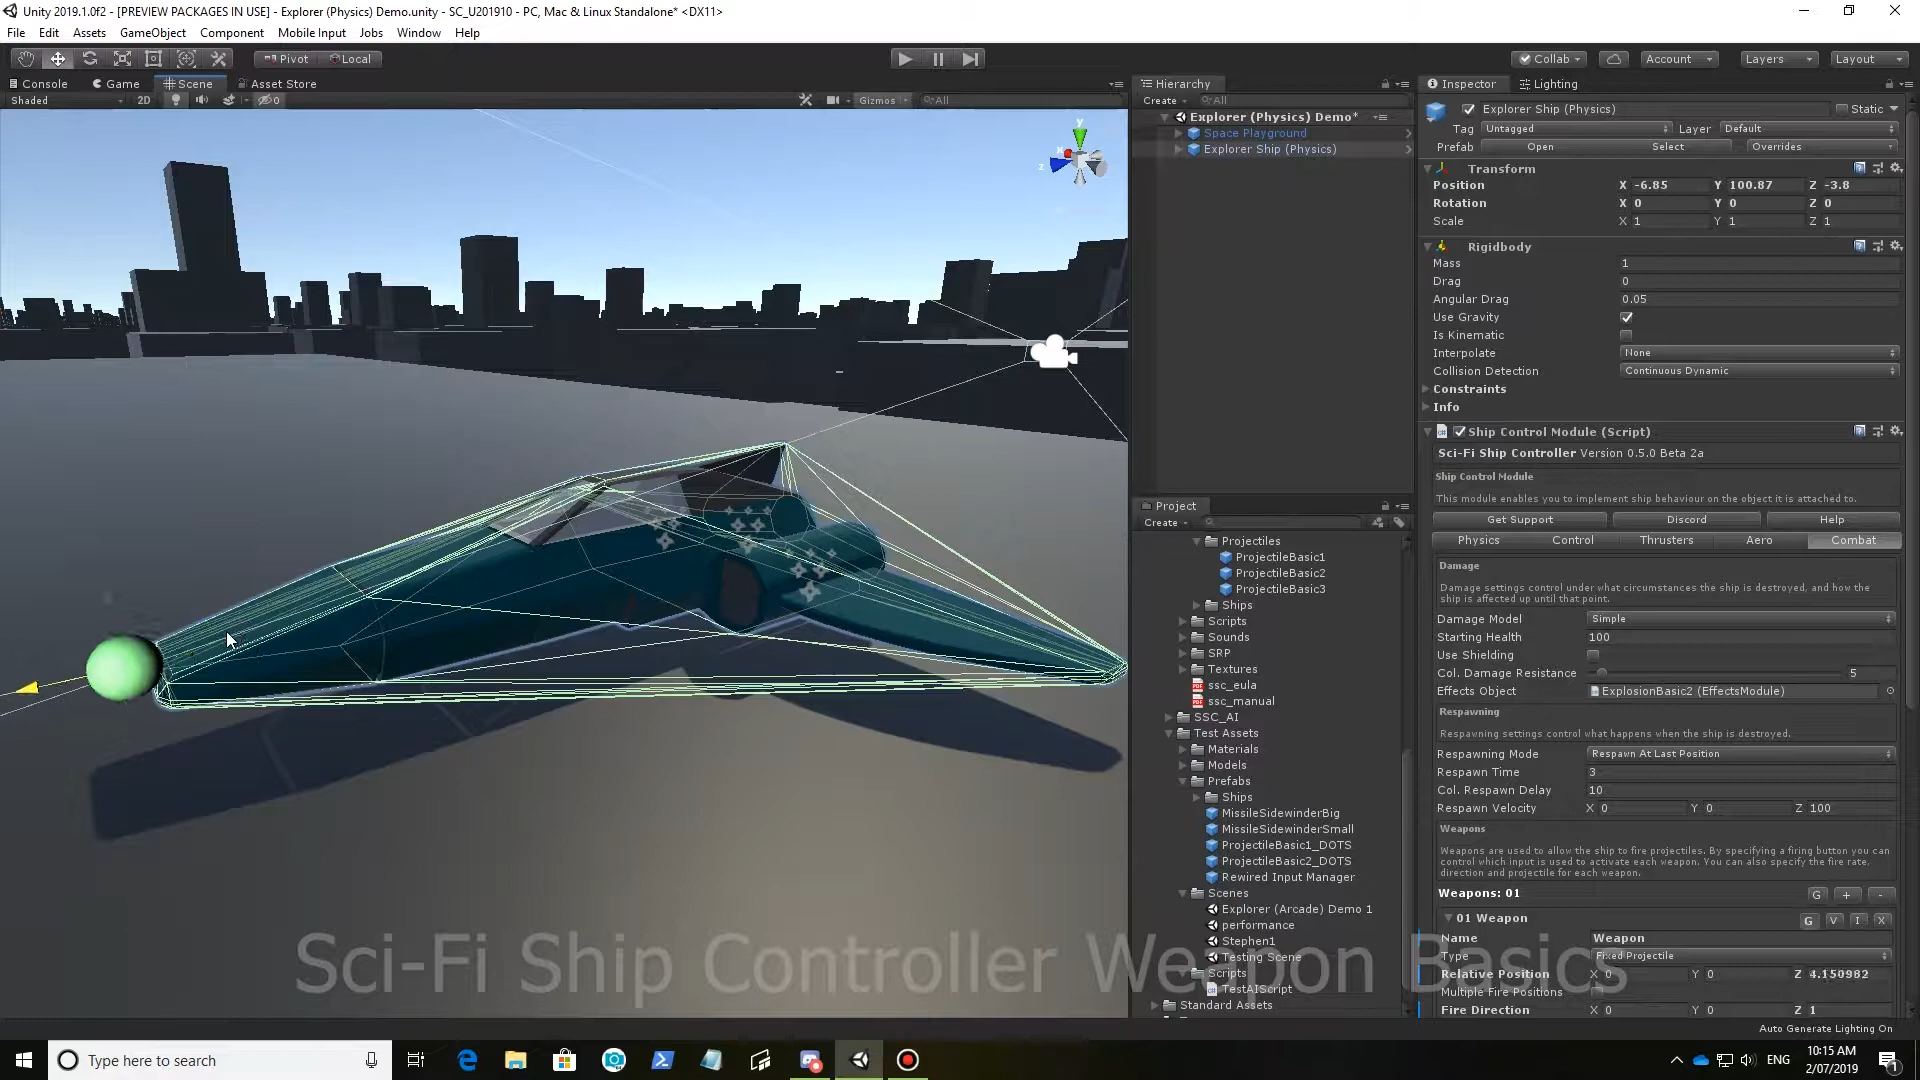 Unity 2019.1.0f2 - [PREVIEW PACKAGES IN USE] - Explorer (Physics) Demo.unity - SC_U201910 - PC, Mac & Linux Standalone* <DX11>
File Edit Assets GameObject Component Mobile Input Jobs Window Help
Pivot Local Collab Account Layers Layout
Console Game Scene Asset Store
Shaded 2D 0 Gizmos All
y x z
Hierarchy
Create All
Explorer (Physics) Demo*
Space Playground
Explorer Ship (Physics)
Project
Create
Projectiles
ProjectileBasic1
ProjectileBasic2
ProjectileBasic3
Ships
Scripts
Sounds
SRP
Textures
ssc_eula
ssc_manual
SSC_AI
Test Assets
Materials
Models
Prefabs
Ships
MissileSidewinderBig
MissileSidewinderSmall
ProjectileBasic1_DOTS
ProjectileBasic2_DOTS
Rewired Input Manager
Scenes
Explorer (Arcade) Demo 1
performance
Stephen1
Testing Scene
Scripts
TestAIScript
Standard Assets
Inspector Lighting
Explorer Ship (Physics) Static
Tag Untagged Layer Default
Prefab Open Select Overrides
Transform
Position X -6.85 Y 100.87 Z -3.8
Rotation X 0 Y 0 Z 0
Scale X 1 Y 1 Z 1
Rigidbody
Mass 1
Drag 0
Angular Drag 0.05
Use Gravity
Is Kinematic
Interpolate None
Collision Detection Continuous Dynamic
Constraints
Info
Ship Control Module (Script)
Sci-Fi Ship Controller Version 0.5.0 Beta 2a
Ship Control Module
This module enables you to implement ship behaviour on the object it is attached to.
Get Support Discord Help
Physics Control Thrusters Aero Combat
Damage
Damage settings control under what circumstances the ship is destroyed, and how the
ship is affected up until that point.
Damage Model Simple
Starting Health 100
Use Shielding
Col. Damage Resistance 5
Effects Object ExplosionBasic2 (EffectsModule)
Respawning
Respawning settings control what happens when the ship is destroyed.
Respawning Mode Respawn At Last Position
Respawn Time 3
Col. Respawn Delay 10
Respawn Velocity X 0 Y 0 Z 100
Weapons
Weapons are used to allow the ship to fire projectiles. By specifying a firing button you can
control which input is used to activate each weapon. You can also specify the fire rate,
direction and projectile for each weapon.
Weapons: 01 G + -
01 Weapon G V I X
Name Weapon
Type Fixed Projectile
Relative Position X 0 Y 0 Z 4.150982
Multiple Fire Positions
Fire Direction X 0 Y 0 Z 1
Auto Generate Lighting On
Sci-Fi Ship Controller Weapon Basics
Type here to search
ENG
10:15 AM
2/07/2019
1